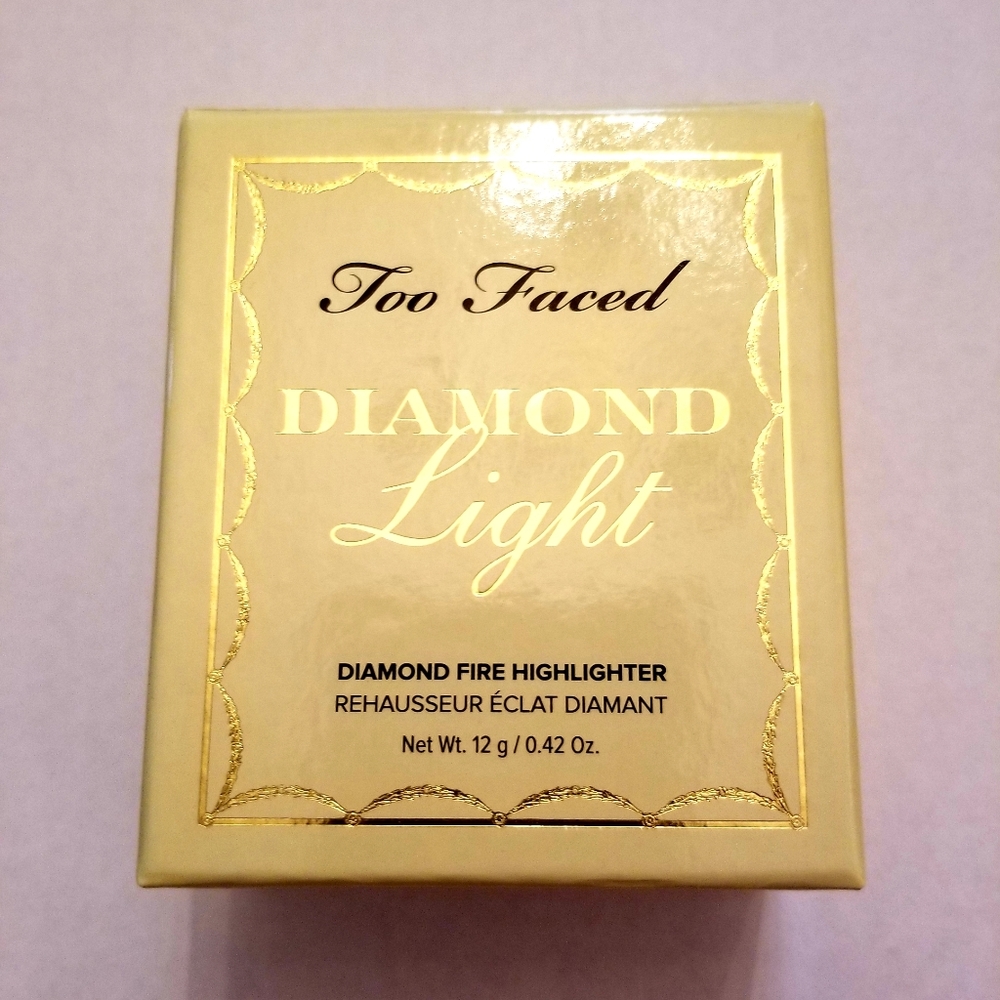 Too Faced
DIAMOND
Light
DIAMOND FIRE HIGHLIGHTER
REHAUSSEUR ÉCLAT DIAMANT
Net Wt. 12 g / 0.42 Oz.